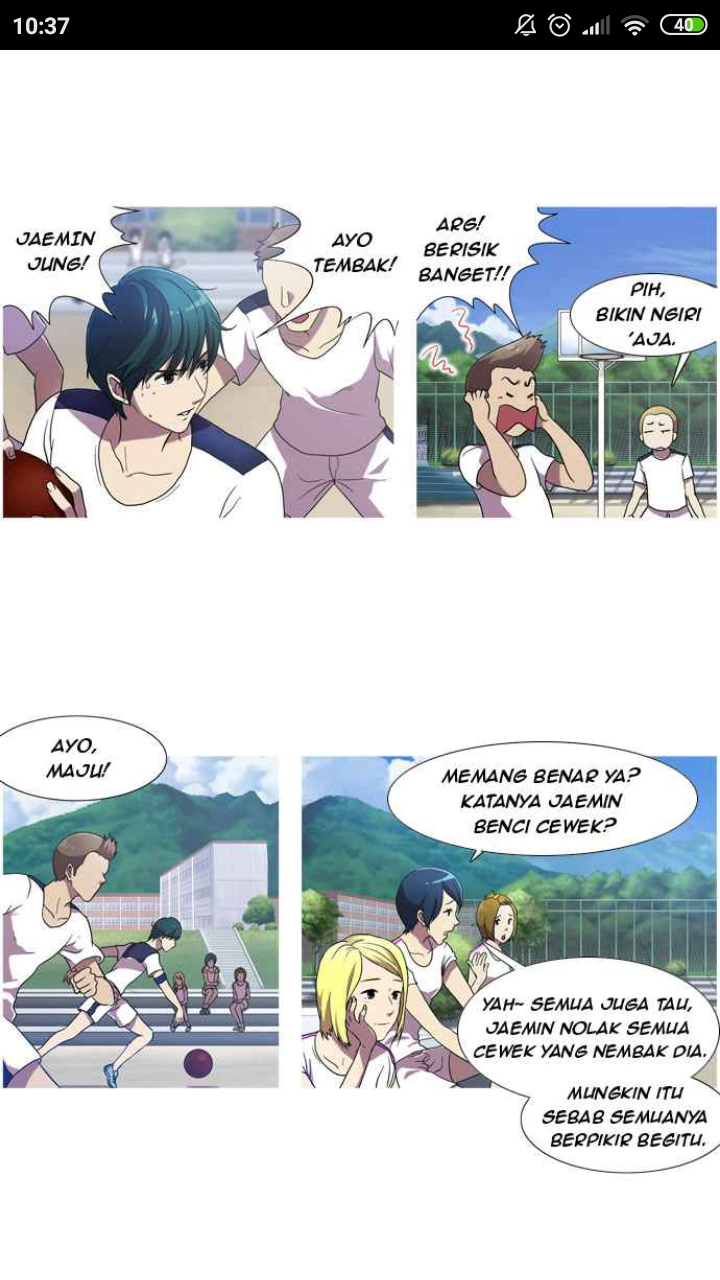 10:37
40
JAEMIN
JUNG!
AYO
TEMBAK!
ARG!
BERISIK
BANGET!!
PIH,
BIKIN NGIRI
'AJA.
AYO,
MAJU!
MEMANG BENAR YA?
KATANYA JAEMIN
BENCI CEWEK?
YAH~ SEMUA JUGA TAU,
JAEMIN NOLAK SEMUA
CEWEK YANG NEMBAK DIA.
MUNGKIN ITU
SEBAB SEMUANYA
BERPIKIR BEGITU.